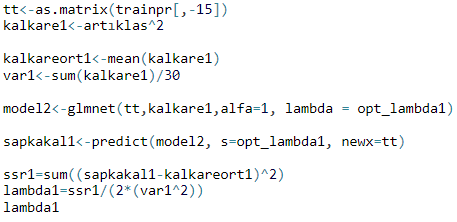 tt<-as.matrix(trainpr[,-15])
kalkare1<-artıklas^2
kalkareort1<-mean(kalkare1)
var1<-sum(kalkare1)/30
model2<-glmnet(tt,kalkare1,alfa=1, lambda = opt_lambda1)
sapkakal1<-predict(model2, s=opt_lambda1, newx=tt)
ssr1=sum((sapkakal1-kalkareort1)^2)
lambda1=ssr1/(2*(var1^2))
lambda1